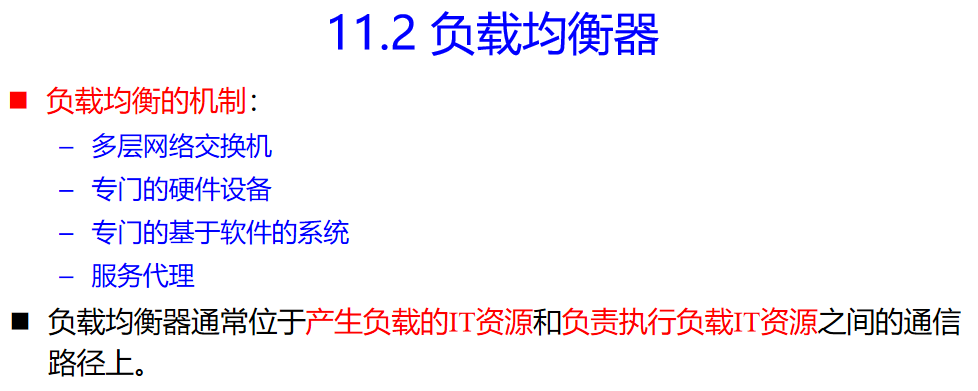 11.2 负载均衡器
■ 负载均衡的机制：
– 多层网络交换机
– 专门的硬件设备
– 专门的基于软件的系统
– 服务代理
■ 负载均衡器通常位于产生负载的IT资源和负责执行负载IT资源之间的通信
路径上。